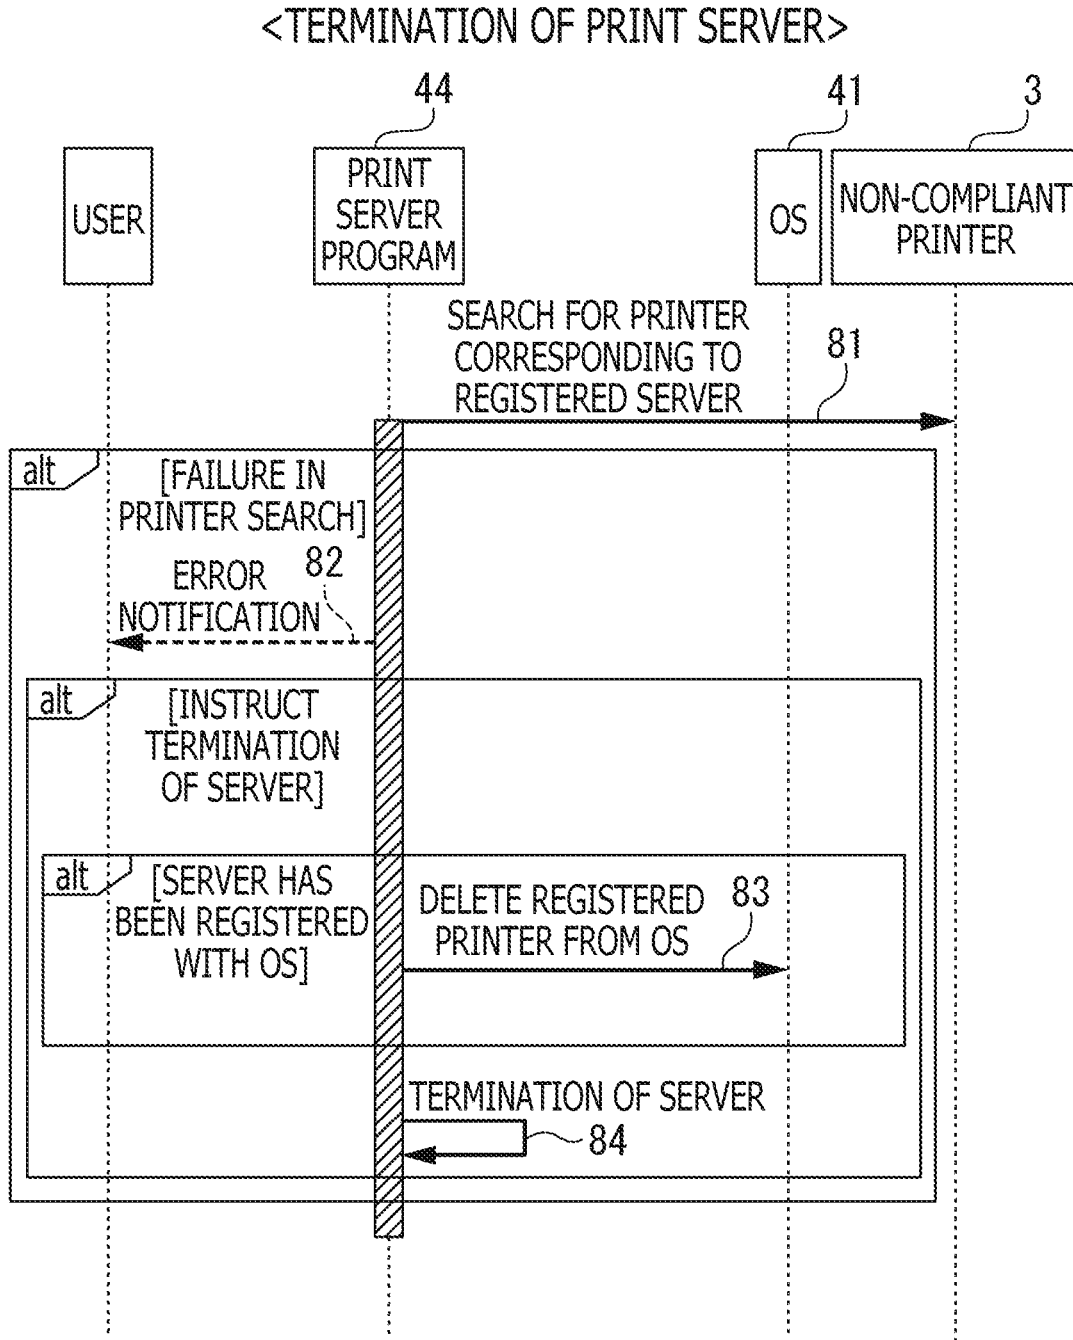 <TERMINATION OF PRINT SERVER>
44
41
3
USER
PRINT
SERVER
PROGRAM
OS
NON-COMPLIANT
PRINTER
SEARCH FOR PRINTER
CORRESPONDING TO
REGISTERED SERVER
81
alt
[FAILURE IN
PRINTER SEARCH]
ERROR
NOTIFICATION
82
alt
[INSTRUCT
TERMINATION
OF SERVER]
alt
[SERVER HAS
BEEN REGISTERED
WITH OS]
DELETE REGISTERED
PRINTER FROM OS
83
TERMINATION OF SERVER
84